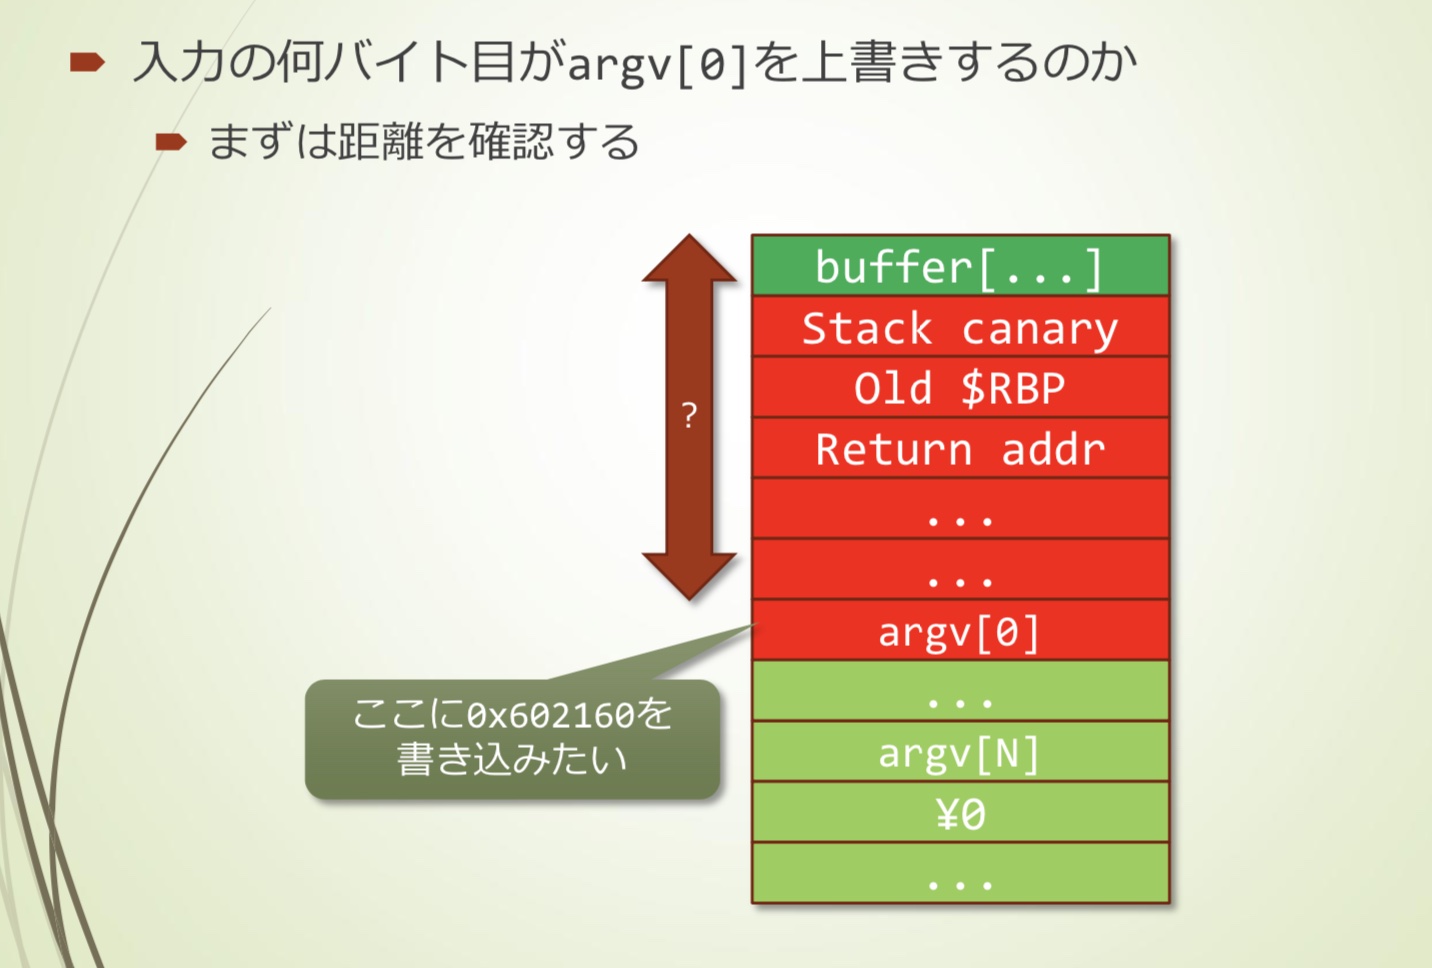 入力の何バイト目がargv[0]を上書きするのか
まずは距離を確認する
buffer[...]
Stack canary
Old $RBP
Return addr
...
...
argv[0]
...
argv[N]
¥0
...
?
ここに0x602160を
書き込みたい